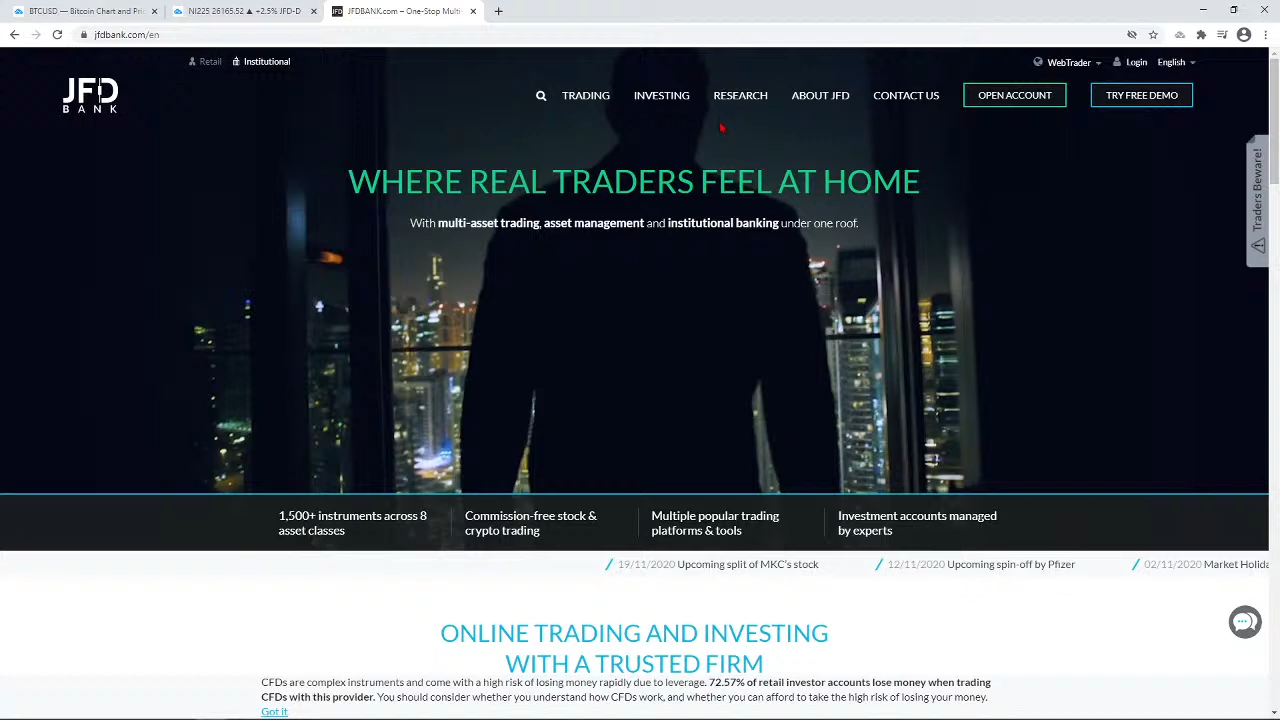 BTCUSD — Bitcoin Chart and Pric
NI225 26165.52 ▲ +2.5% JFD-D
JFDBANK.com – One-Stop Multi-
jfdbank.com/en
Retail
Institutional
WebTrader
Login
English
JFD
BANK
TRADING
INVESTING
RESEARCH
ABOUT JFD
CONTACT US
OPEN ACCOUNT
TRY FREE DEMO
Traders Beware!
WHERE REAL TRADERS FEEL AT HOME
With multi-asset trading, asset management and institutional banking under one roof.
1,500+ instruments across 8
asset classes
Commission-free stock &
crypto trading
Multiple popular trading
platforms & tools
Investment accounts managed
by experts
19/11/2020 Upcoming split of MKC's stock
12/11/2020 Upcoming spin-off by Pfizer
02/11/2020 Market Holida
ONLINE TRADING AND INVESTING
WITH A TRUSTED FIRM
CFDs are complex instruments and come with a high risk of losing money rapidly due to leverage. 72.57% of retail investor accounts lose money when trading
CFDs with this provider. You should consider whether you understand how CFDs work, and whether you can afford to take the high risk of losing your money.
Got it